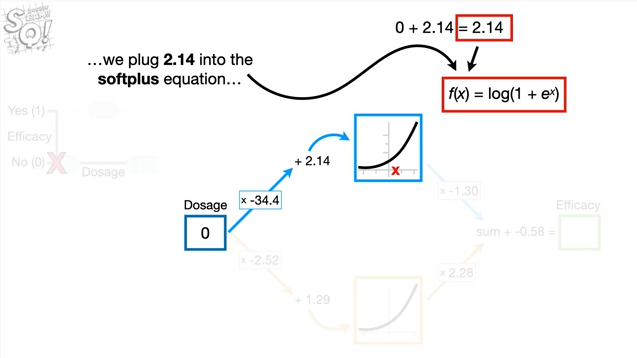 SQ!
0 + 2.14 = 2.14
…we plug 2.14 into the
softplus equation…
f(x) = log(1 + eˣ)
Yes (1)
Efficacy
No (0) X
Dosage
+ 2.14
x
x -1.30
x -34.4
Dosage
0
Efficacy
sum + -0.58 =
x -2.52
x 2.28
+ 1.29